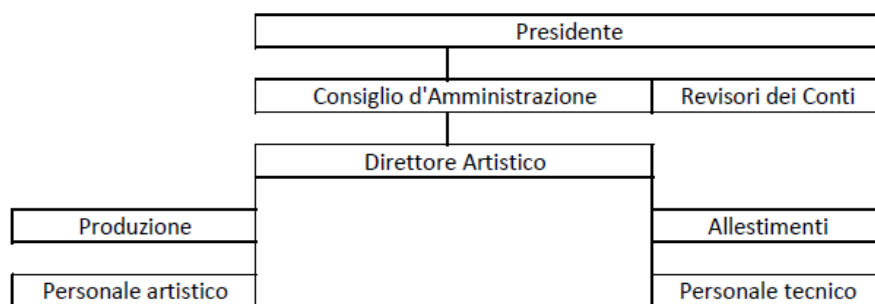 Presidente
Consiglio d'Amministrazione Revisori dei Conti
Direttore Artistico
Produzione Allestimenti
Personale artistico Personale tecnico